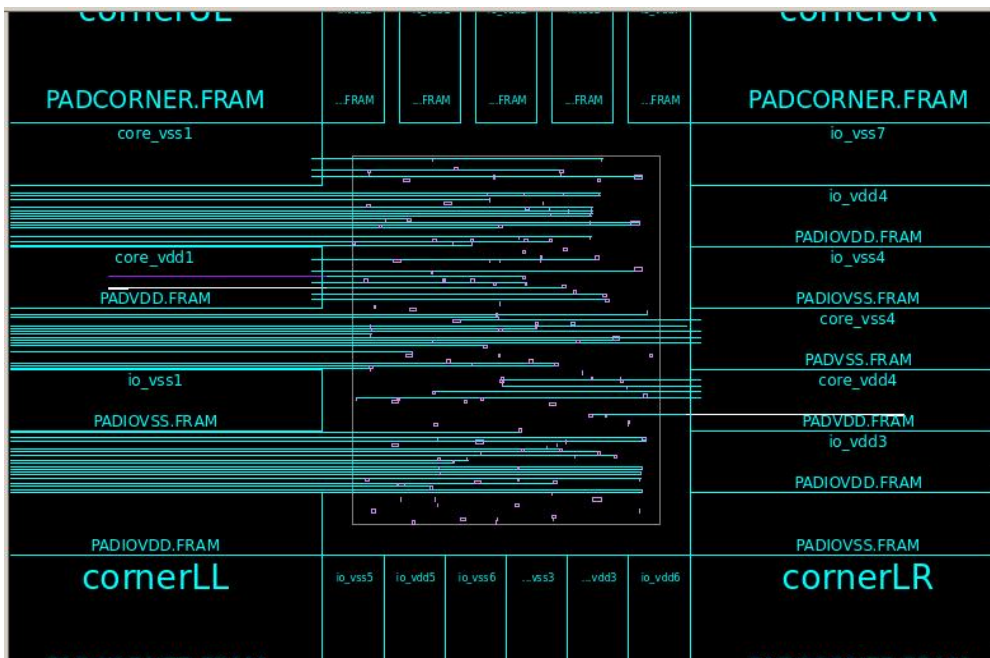 cornerUL
cornerUR
PADCORNER.FRAM
...FRAM
...FRAM
...FRAM
...FRAM
...FRAM
PADCORNER.FRAM
core_vss1
io_vss7
io_vdd4
PADIOVDD.FRAM
core_vdd1
io_vss4
PADVDD.FRAM
PADIOVSS.FRAM
core_vss4
PADVSS.FRAM
io_vss1
core_vdd4
PADIOVSS.FRAM
PADVDD.FRAM
io_vdd3
PADIOVDD.FRAM
PADIOVDD.FRAM
PADIOVSS.FRAM
cornerLL
io_vss5
io_vdd5
io_vss6
...vss3
...vdd3
io_vdd6
cornerLR